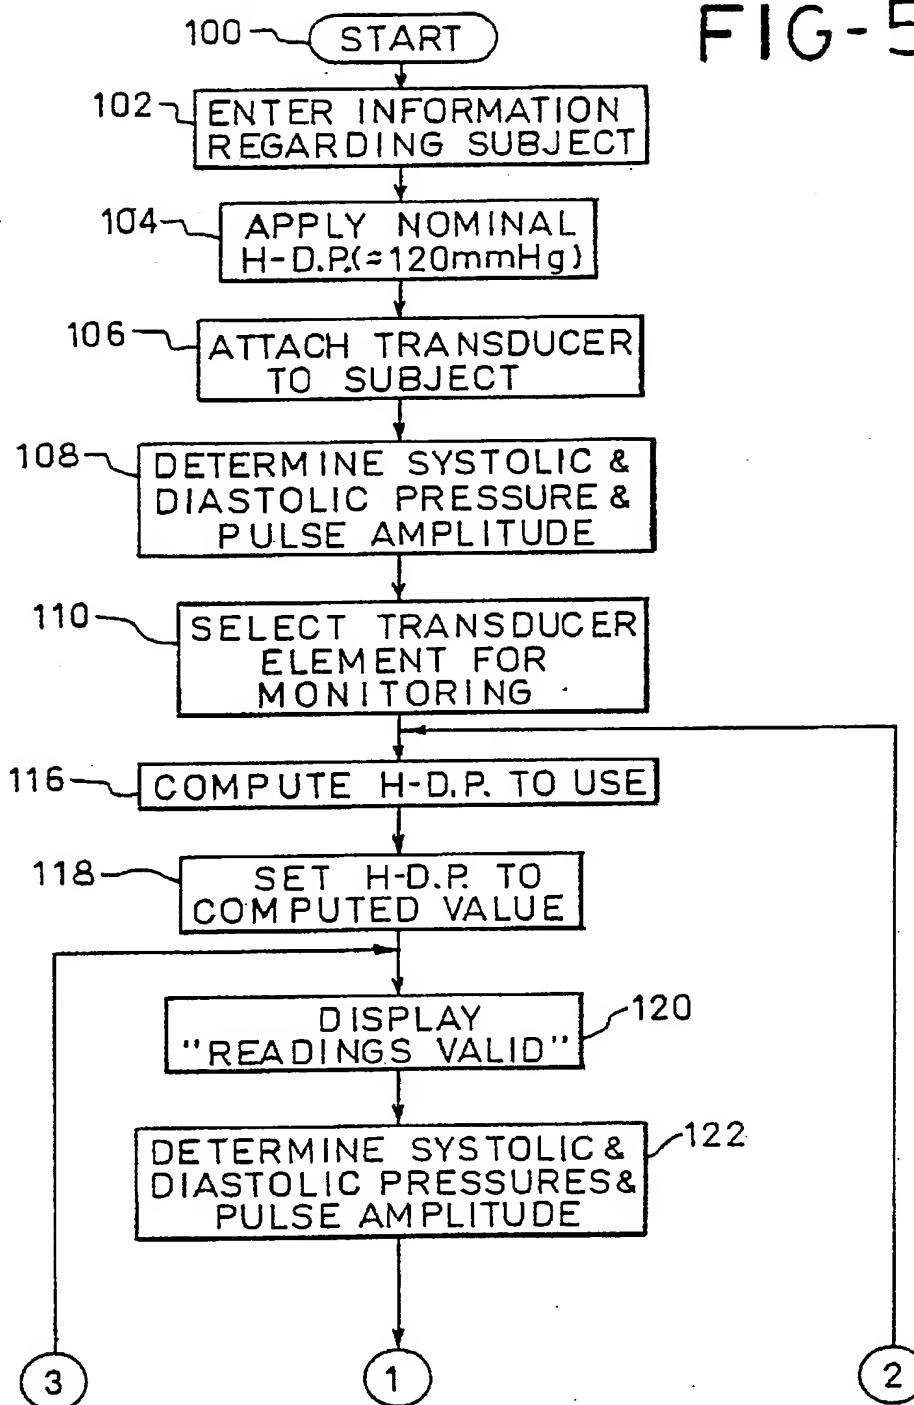 FIG-5
100
START
102
ENTER INFORMATION
REGARDING SUBJECT
104
APPLY NOMINAL
H-D.P.(=120mmHg)
106
ATTACH TRANSDUCER
TO SUBJECT
108
DETERMINE SYSTOLIC &
DIASTOLIC PRESSURE &
PULSE AMPLITUDE
110
SELECT TRANSDUCER
ELEMENT FOR
MONITORING
116
COMPUTE H-D.P. TO USE
118
SET H-D.P. TO
COMPUTED VALUE
DISPLAY
"READINGS VALID"
120
DETERMINE SYSTOLIC &
DIASTOLIC PRESSURES &
PULSE AMPLITUDE
122
3
1
2